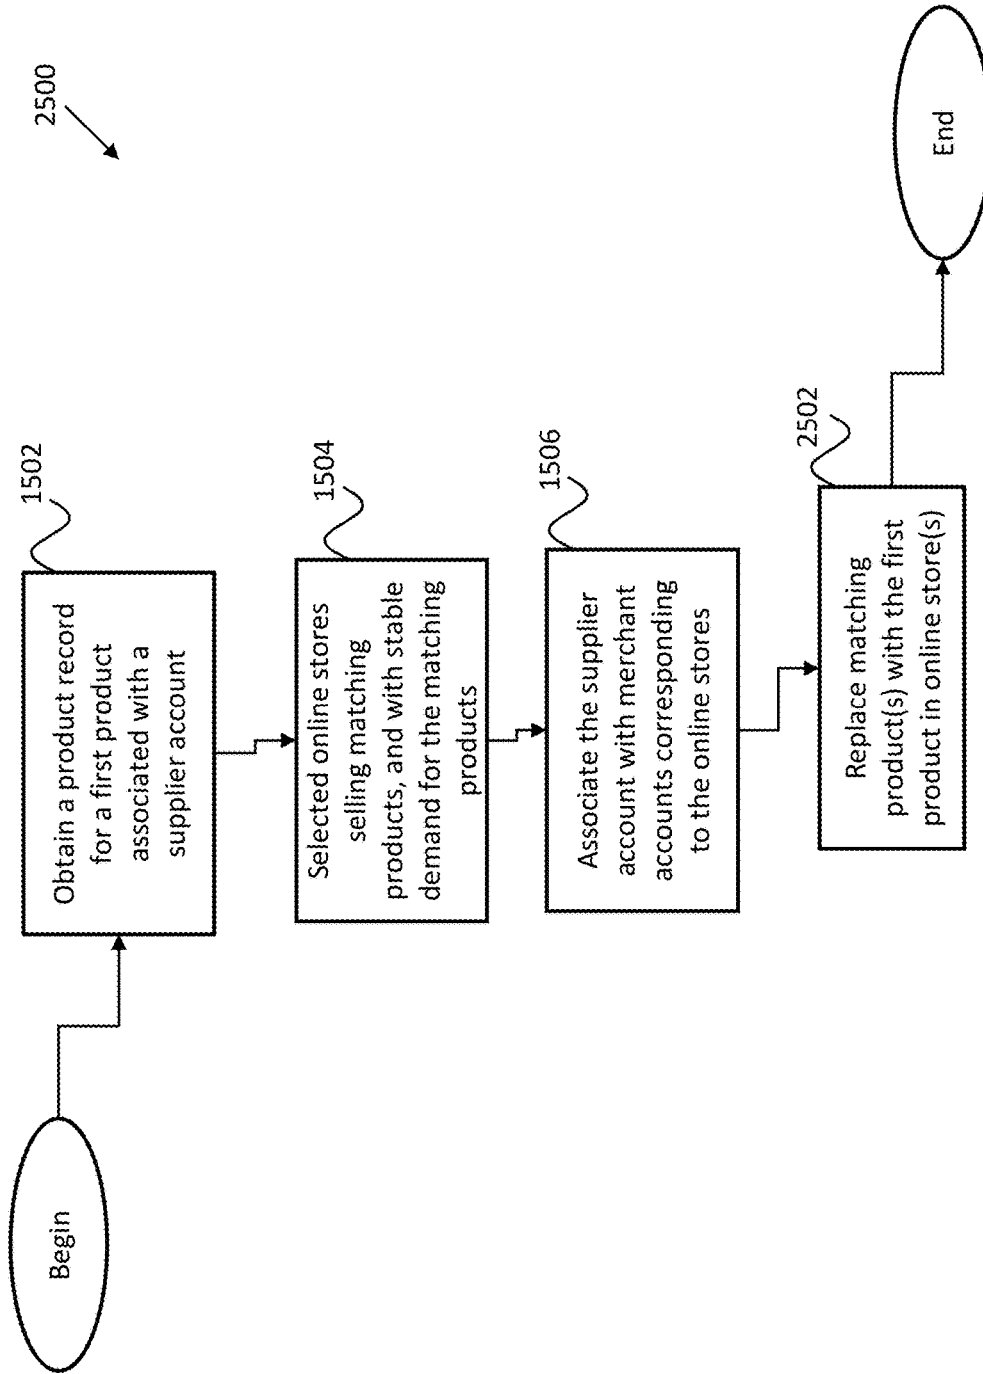 2500
Begin
1502
Obtain a product record
for a first product
associated with a
supplier account
1504
Selected online stores
selling matching
products, and with stable
demand for the matching
products
1506
Associate the supplier
account with merchant
accounts corresponding
to the online stores
2502
Replace matching
product(s) with the first
product in online store(s)
End